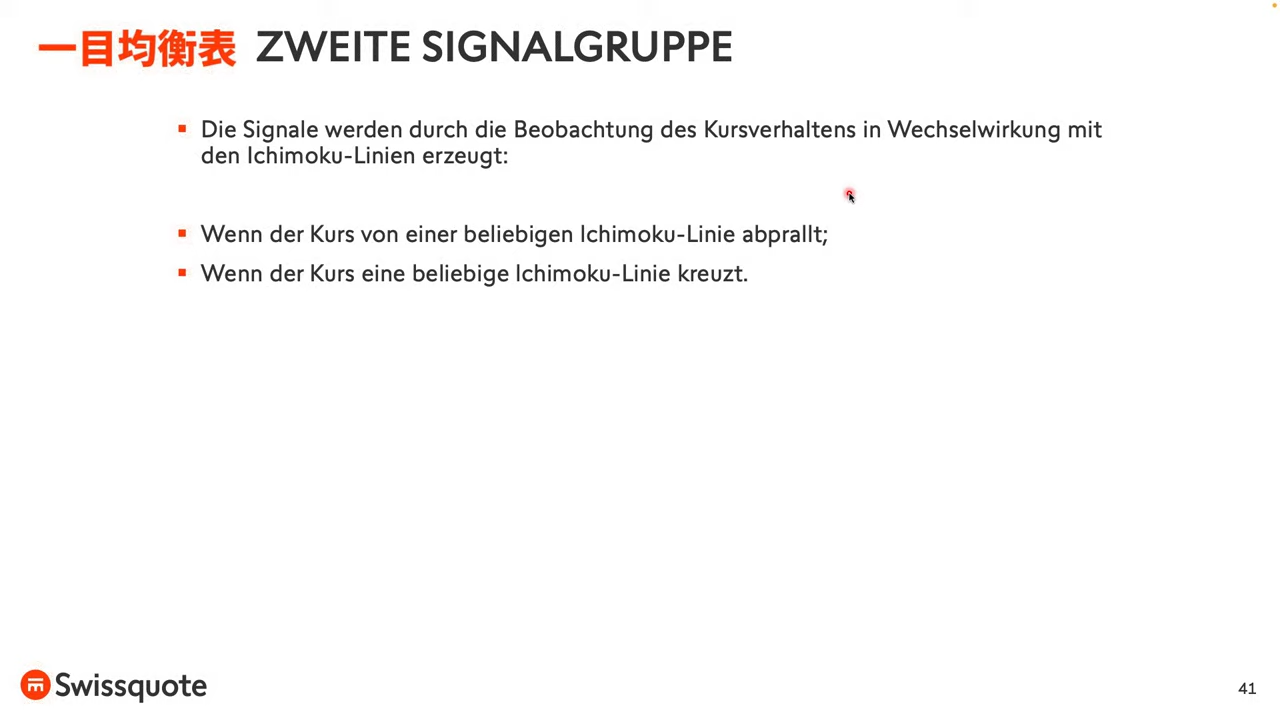 一目均衡表 ZWEITE SIGNALGRUPPE
Die Signale werden durch die Beobachtung des Kursverhaltens in Wechselwirkung mit
den Ichimoku-Linien erzeugt:
Wenn der Kurs von einer beliebigen Ichimoku-Linie abprallt;
Wenn der Kurs eine beliebige Ichimoku-Linie kreuzt.
Swissquote
41